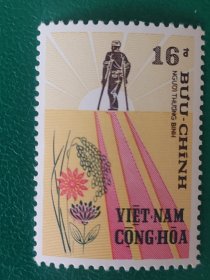 16đ
BƯU-CHÍNH
NGƯỜI THƯƠNG BINH
VIỆT-NAM
CỘNG-HÒA